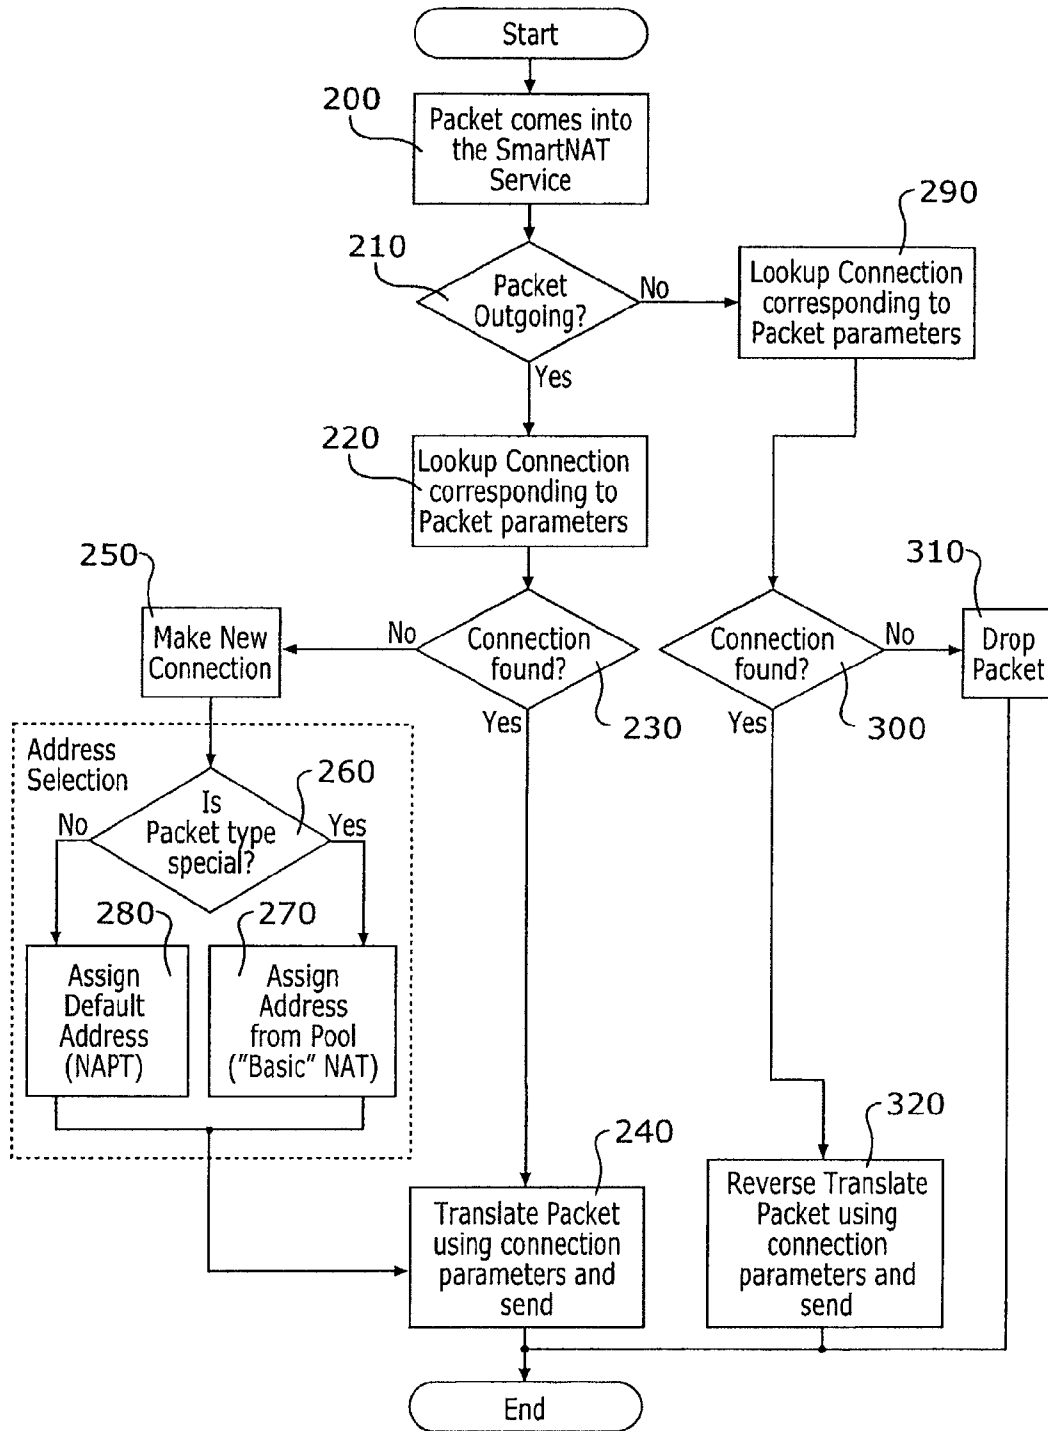 Start
200
Packet comes into
the SmartNAT
Service
210
Packet
Outgoing?
No
Yes
290
Lookup Connection
corresponding to
Packet parameters
220
Lookup Connection
corresponding to
Packet parameters
250
Make New
Connection
No
Connection
found?
Yes
230
Connection
found?
No
Yes
300
310
Drop
Packet
Address
Selection
260
Is
Packet type
special?
No
Yes
280
Assign
Default
Address
(NAPT)
270
Assign
Address
from Pool
("Basic" NAT)
240
Translate Packet
using connection
parameters and
send
320
Reverse Translate
Packet using
connection
parameters and
send
End